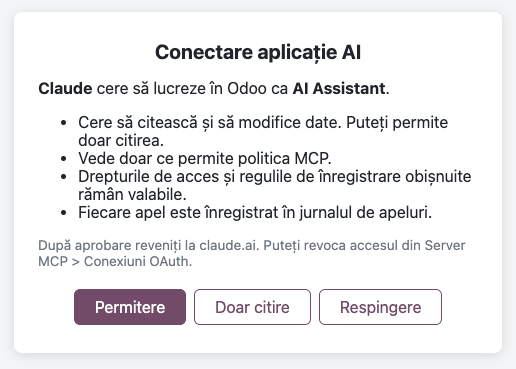 Conectare aplicație AI
Claude cere să lucreze în Odoo ca AI Assistant.
• Cere să citească și să modifice date. Puteți permite
doar citirea.
• Vede doar ce permite politica MCP.
• Drepturile de acces și regulile de înregistrare obișnuite
rămân valabile.
• Fiecare apel este înregistrat în jurnalul de apeluri.
După aprobare reveniți la claude.ai. Puteți revoca accesul din Server
MCP > Conexiuni OAuth.
Permitere Doar citire Respingere